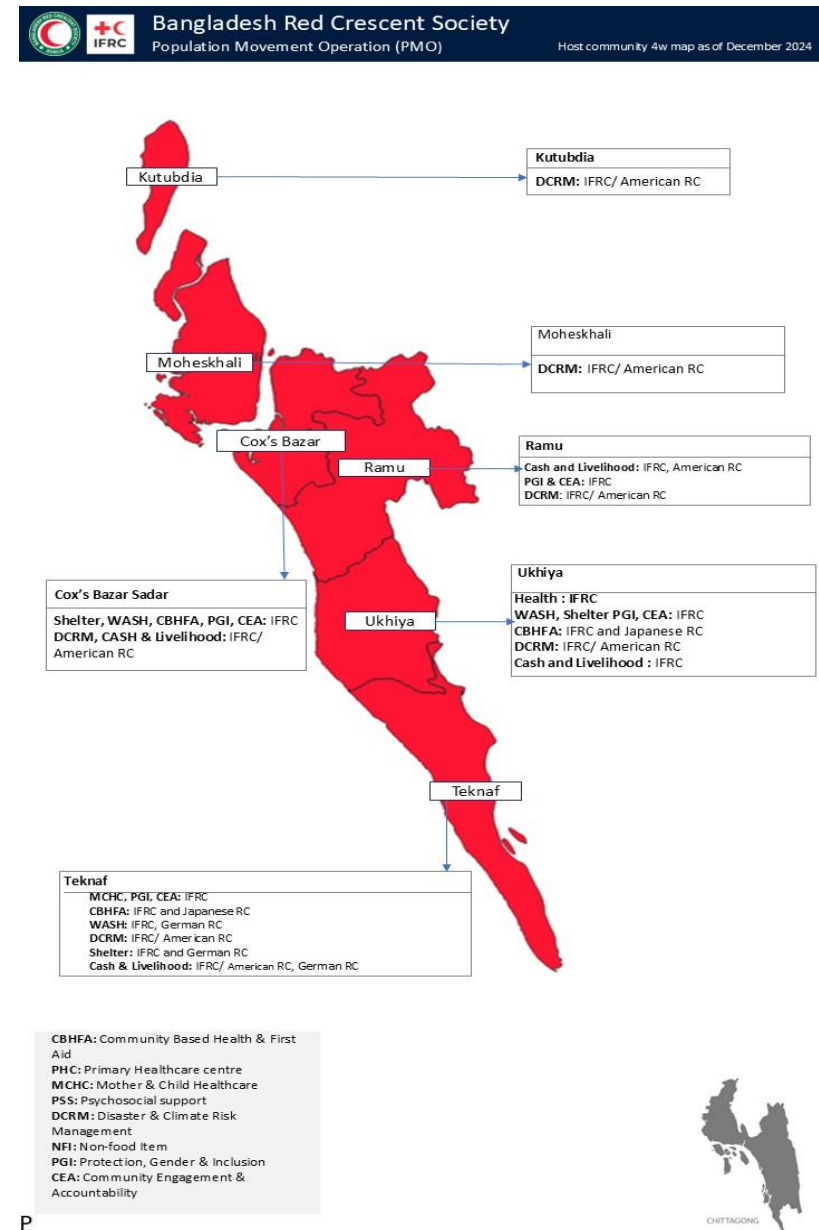 Bangladesh Red Crescent Society
IFRC
Population Movement Operation (PMO)
Host community 4w map as of December 2024
Kutubdia
Kutubdia
DCRM: IFRC/ American RC
Moheskhali
Moheskhali
DCRM: IFRC/ American RC
Cox's Bazar
Ramu
Ramu
Cash and Livelihood: IFRC, American RC
PGI & CEA: IFRC
DCRM: IFRC/ American RC
Cox's Bazar Sadar
Shelter, WASH, CBHFA, PGI, CEA: IFRC
DCRM, CASH & Livelihood: IFRC/
American RC
Ukhiya
Ukhiya
Health : IFRC
WASH, Shelter PGI, CEA: IFRC
CBHFA: IFRC and Japanese RC
DCRM: IFRC/ American RC
Cash and Livelihood : IFRC
Teknaf
Teknaf
MCHC, PGI, CEA: IFRC
CBHFA: IFRC and Japanese RC
WASH: IFRC, German RC
DCRM: IFRC/ American RC
Shelter: IFRC and German RC
Cash & Livelihood: IFRC/ American RC, German RC
CBHFA: Community Based Health & First
Aid
PHC: Primary Healthcare centre
MCHC: Mother & Child Healthcare
PSS: Psychosocial support
DCRM: Disaster & Climate Risk
Management
NFI: Non-food Item
PGI: Protection, Gender & Inclusion
CEA: Community Engagement &
Accountability
CHITTAGONG
P